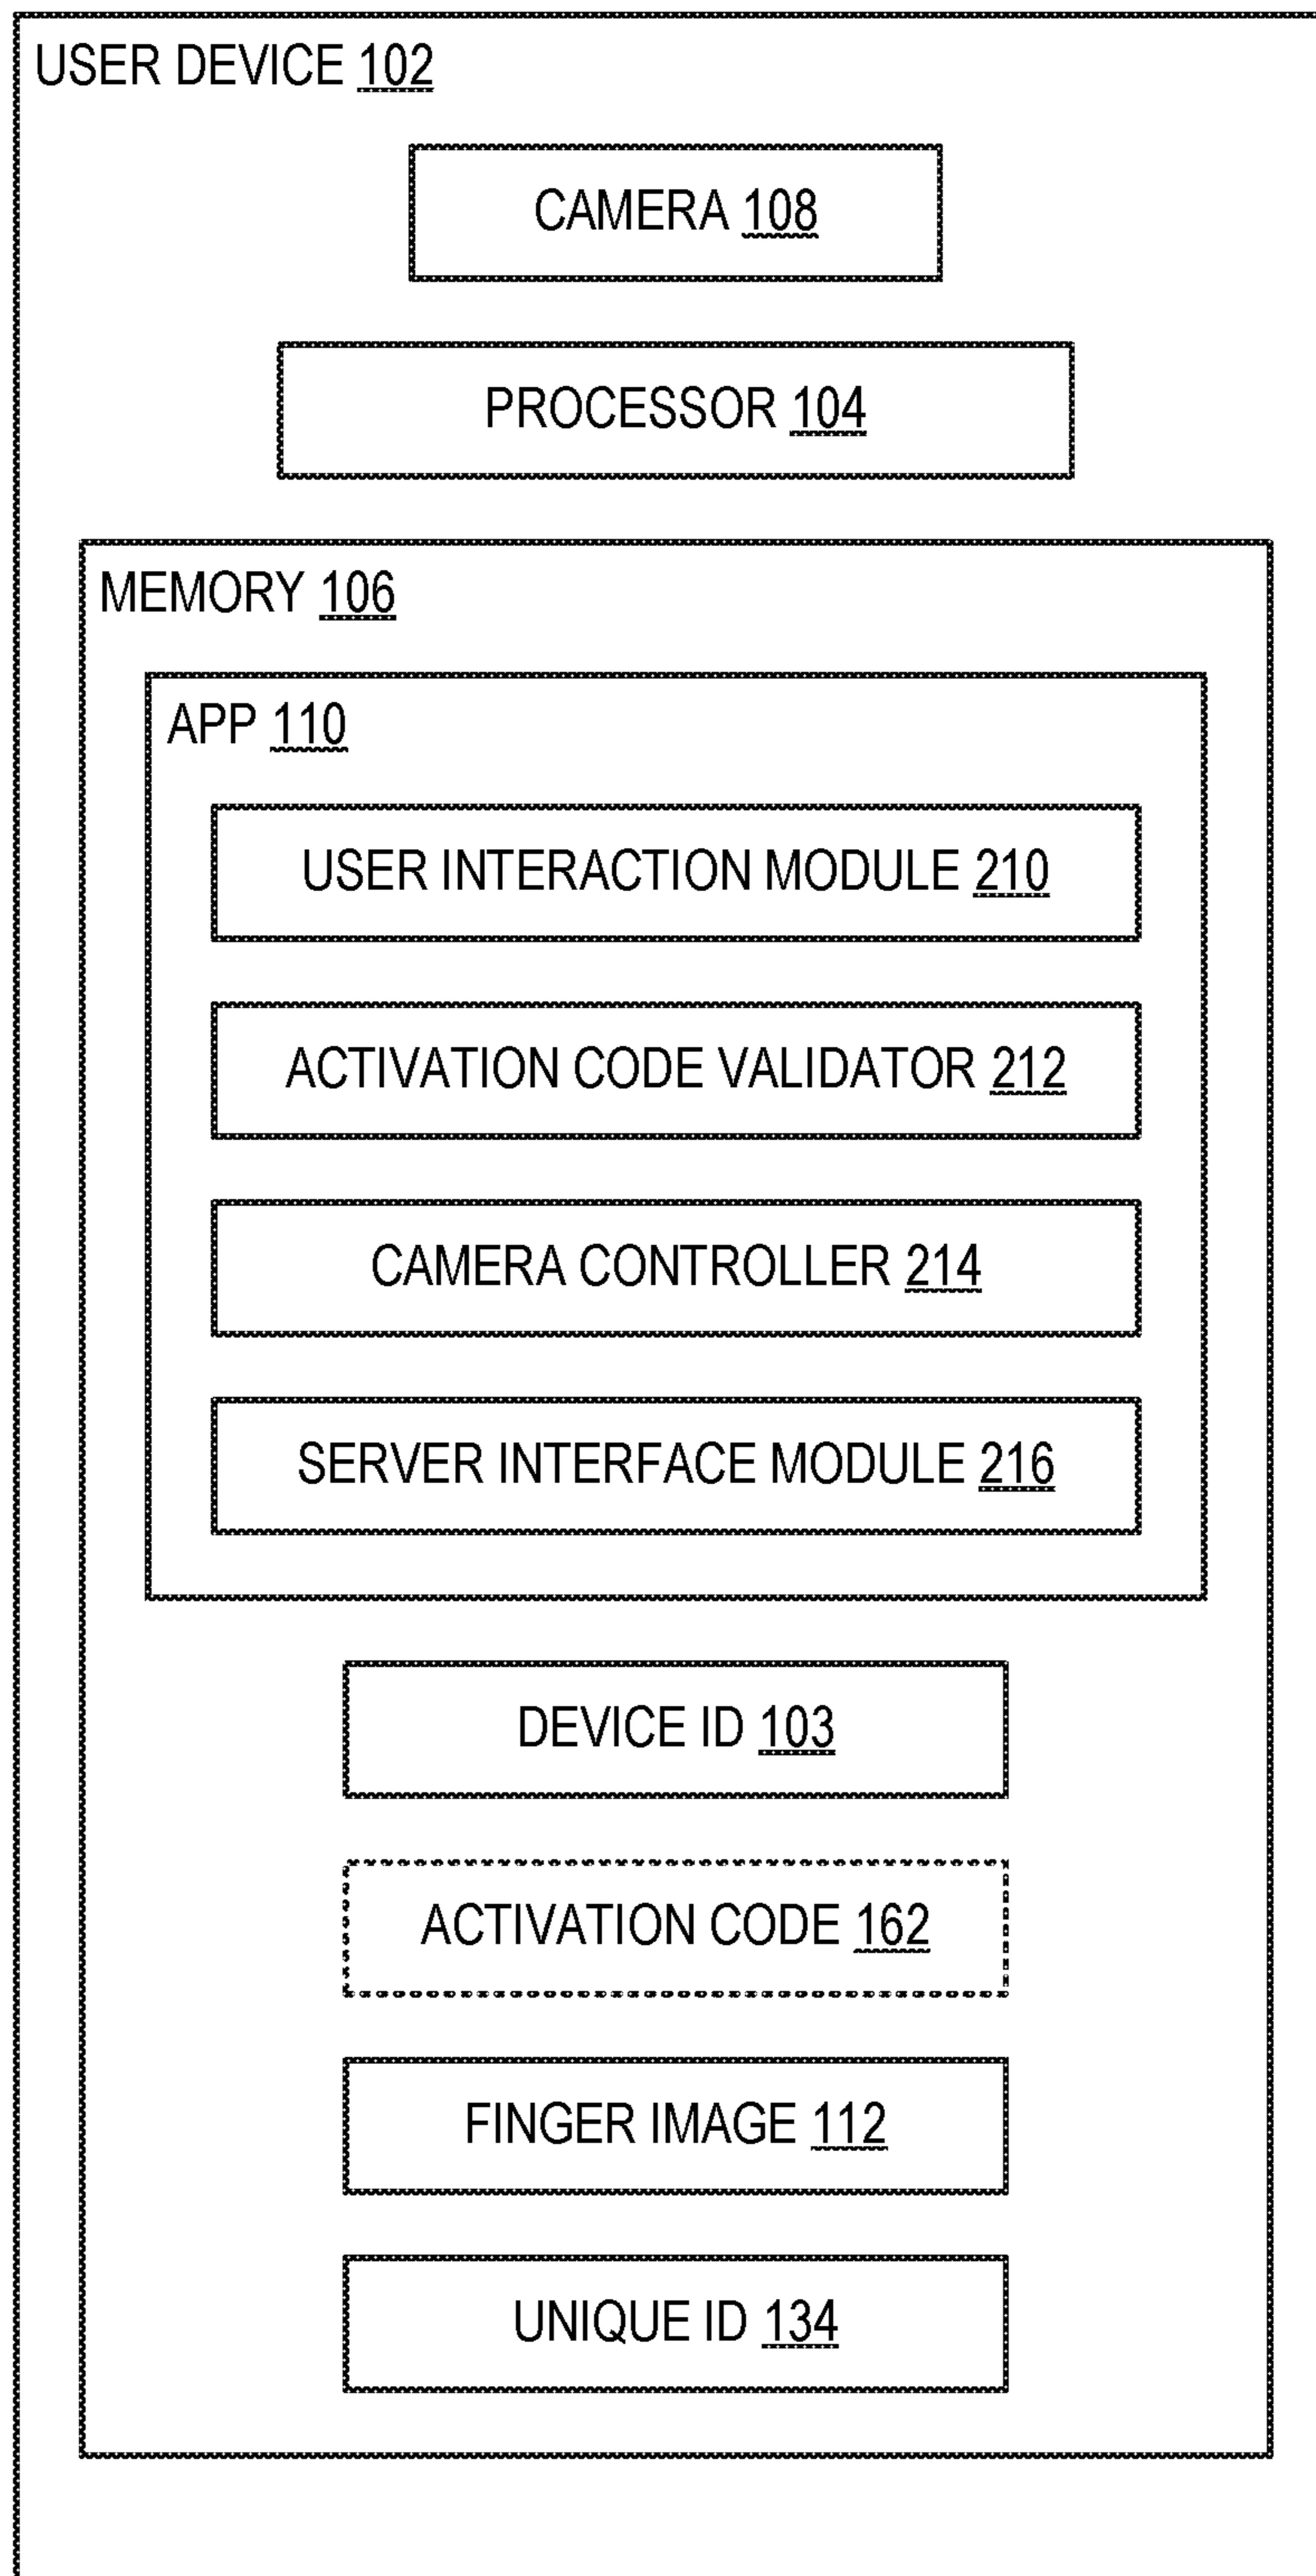 USER DEVICE 102
CAMERA 108
PROCESSOR 104
MEMORY 106
APP 110
USER INTERACTION MODULE 210
ACTIVATION CODE VALIDATOR 212
CAMERA CONTROLLER 214
SERVER INTERFACE MODULE 216
DEVICE ID 103
ACTIVATION CODE 162
FINGER IMAGE 112
UNIQUE ID 134